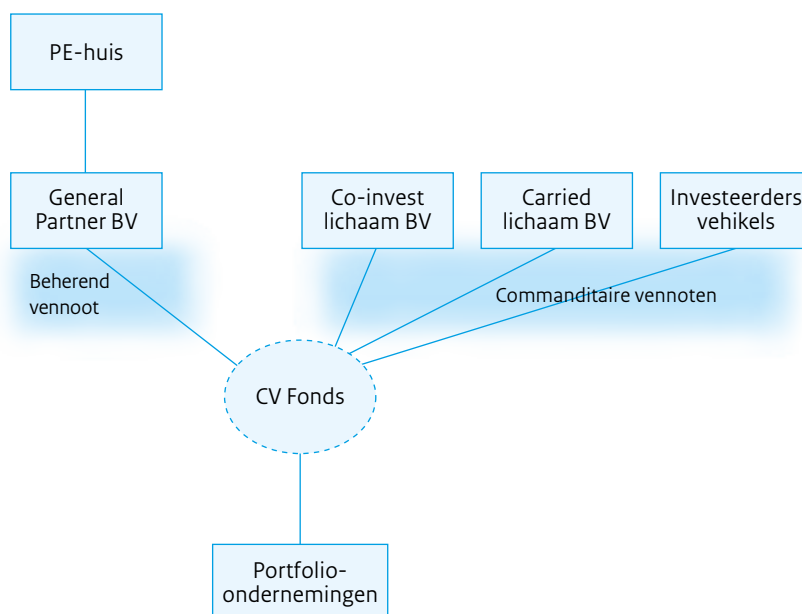 PE-huis
General
Partner BV
Co-invest
lichaam BV
Carried
lichaam BV
Investeerders
vehikels
Beherend
vennoot
Commanditaire vennoten
CV Fonds
Portfolio-
ondernemingen